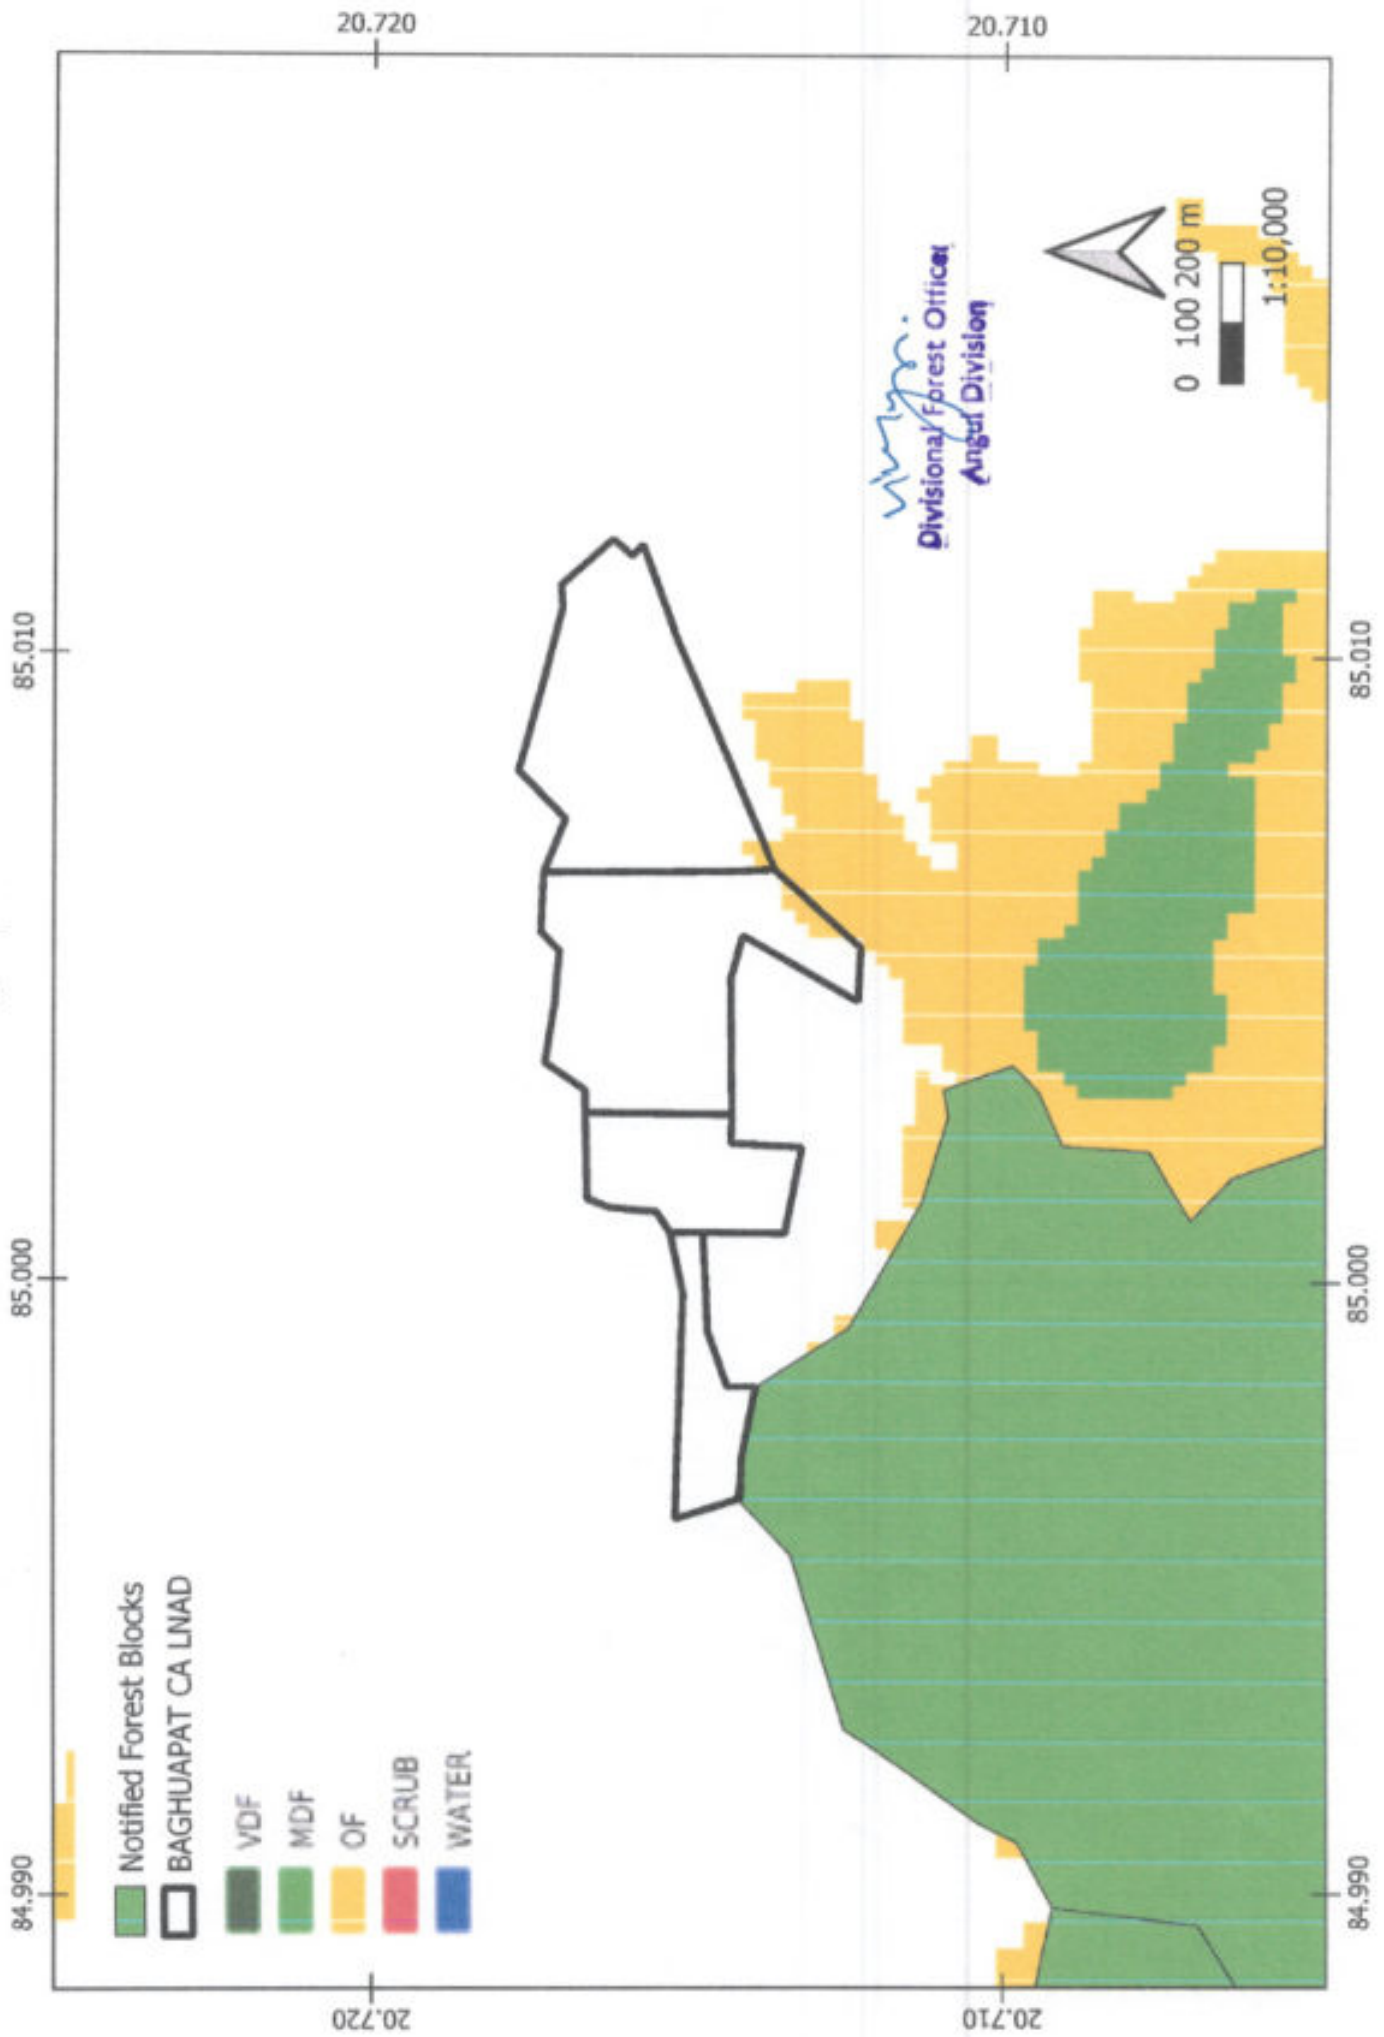 84.990
85.000
85.010
20.720
20.720
Notified Forest Blocks
BAGHUAPAT CA LNAD
VDF
MDF
OF
SCRUB
WATER
Divisional Forest Officer
Angul Division
20.710
20.710
0 100 200 m
1:10,000
84.990
85.000
85.010